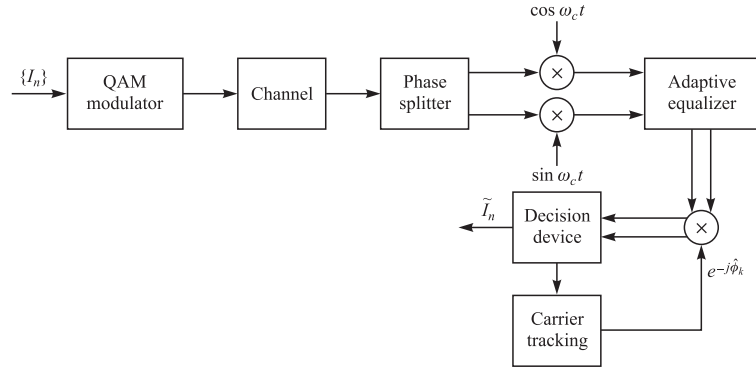 cos ω_c t
{I_n}
QAM
modulator
Channel
Phase
splitter
×
×
Adaptive
equalizer
sin ω_c t
Ĩ_n
Decision
device
×
e^{-jφ̂_k}
Carrier
tracking